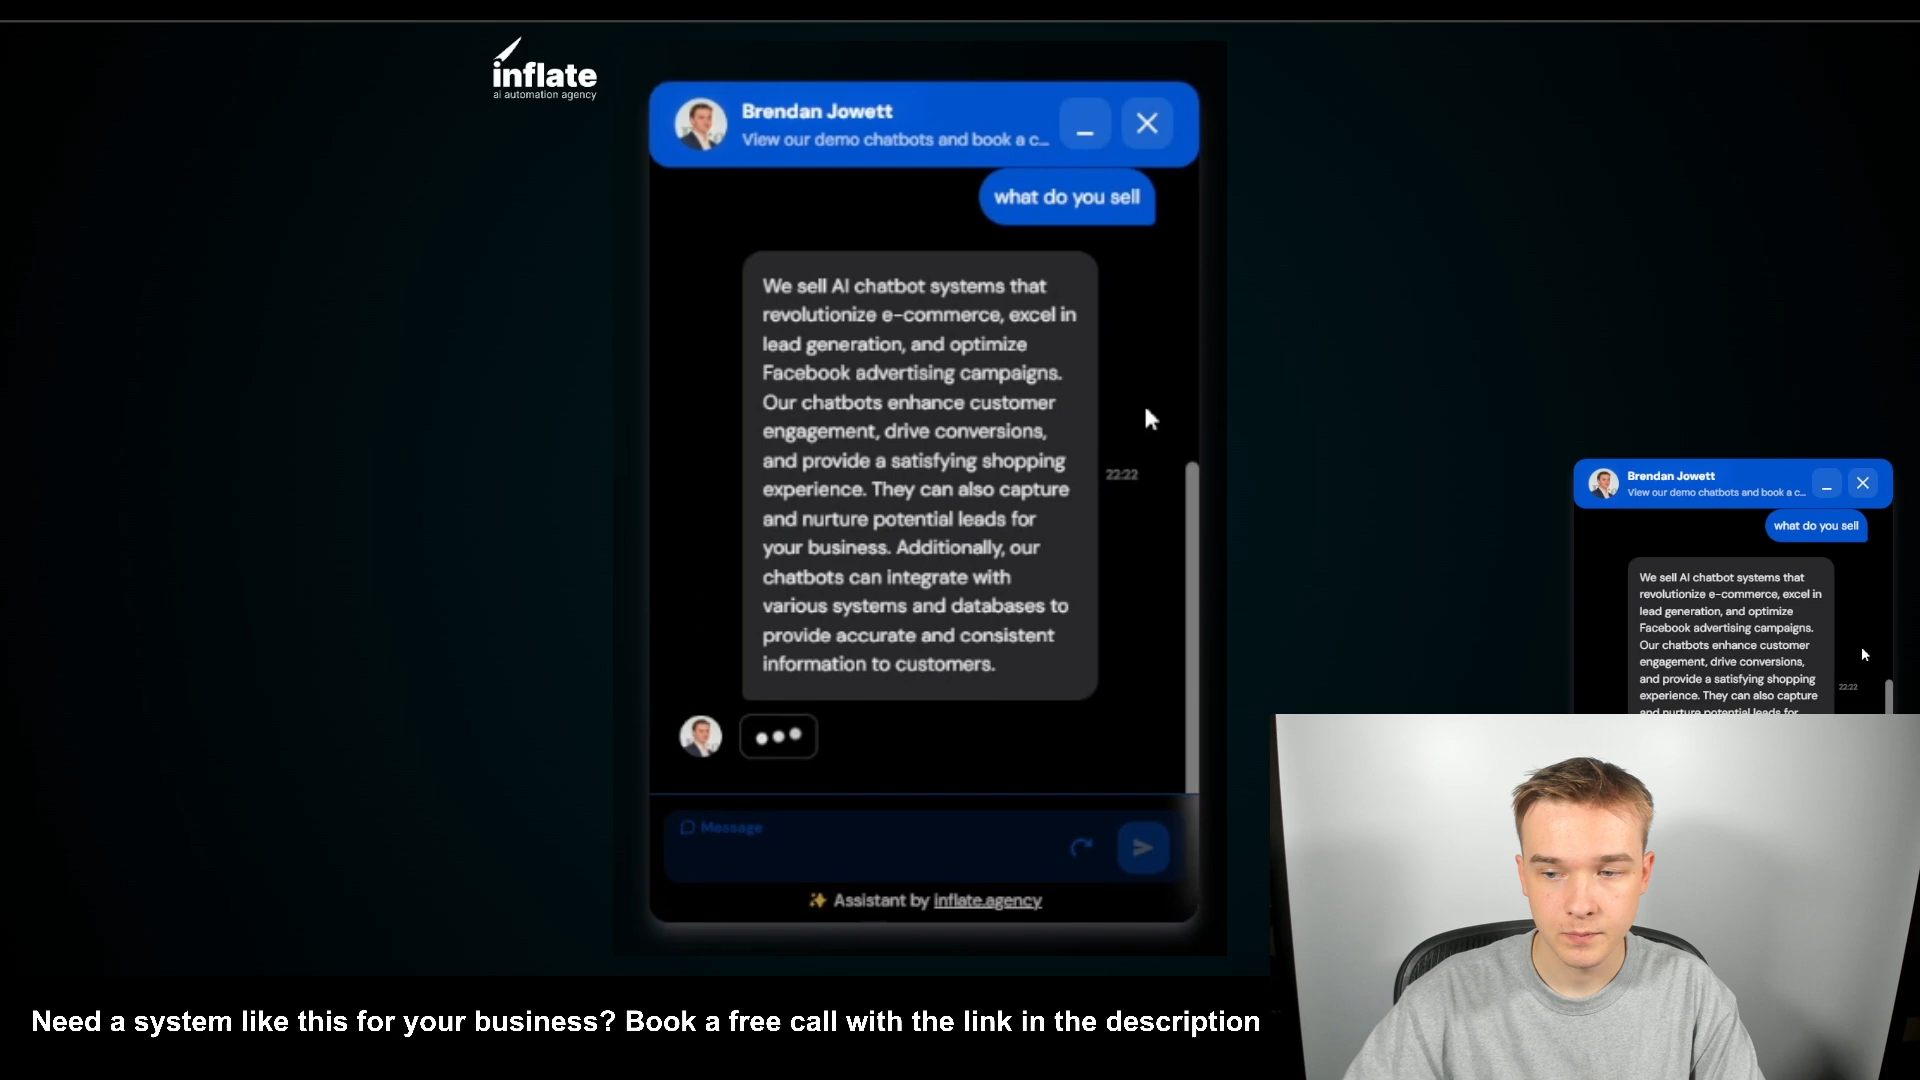 inflate
ai automation agency
Brendan Jowett
View our demo chatbots and book a c...
what do you sell
We sell AI chatbot systems that
revolutionize e-commerce, excel in
lead generation, and optimize
Facebook advertising campaigns.
Our chatbots enhance customer
engagement, drive conversions,
and provide a satisfying shopping
experience. They can also capture
and nurture potential leads for
your business. Additionally, our
chatbots can integrate with
various systems and databases to
provide accurate and consistent
information to customers.
22:22
Message
Assistant by inflate.agency
Brendan Jowett
View our demo chatbots and book a c...
what do you sell
We sell AI chatbot systems that
revolutionize e-commerce, excel in
lead generation, and optimize
Facebook advertising campaigns.
Our chatbots enhance customer
engagement, drive conversions,
and provide a satisfying shopping
experience. They can also capture
and nurture potential leads for
22:22
Need a system like this for your business? Book a free call with the link in the description